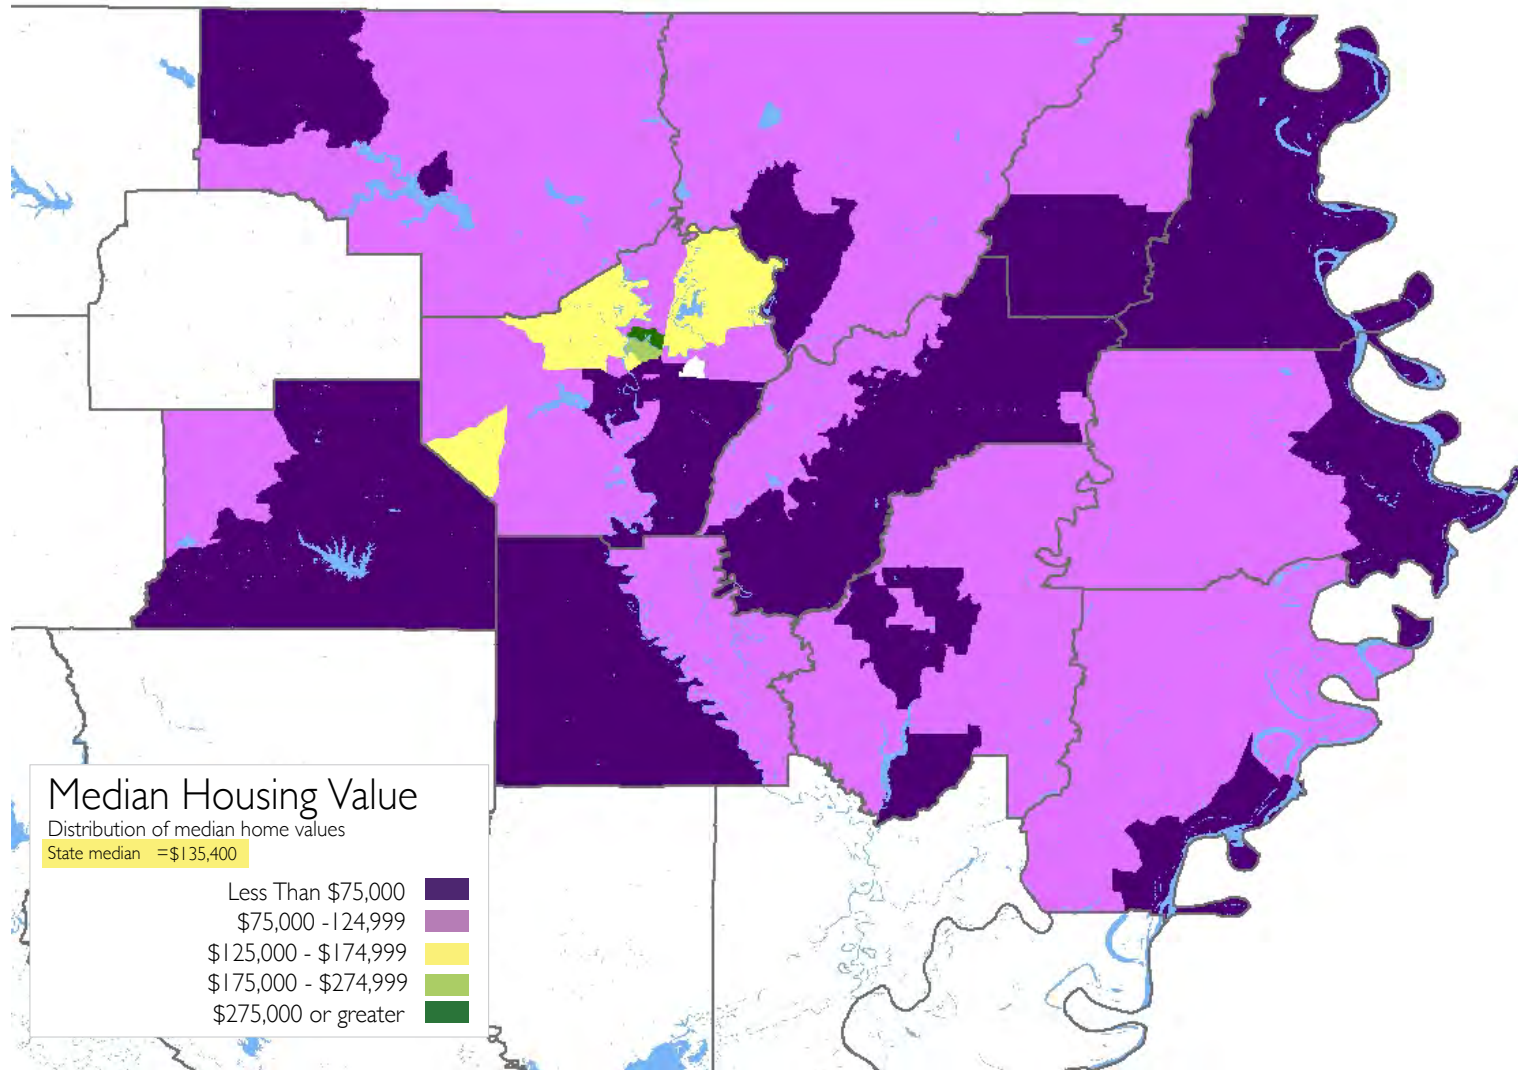 Median Housing Value
Distribution of median home values
State median =$135,400
Less Than $75,000
$75,000 -124,999
$125,000 - $174,999
$175,000 - $274,999
$275,000 or greater